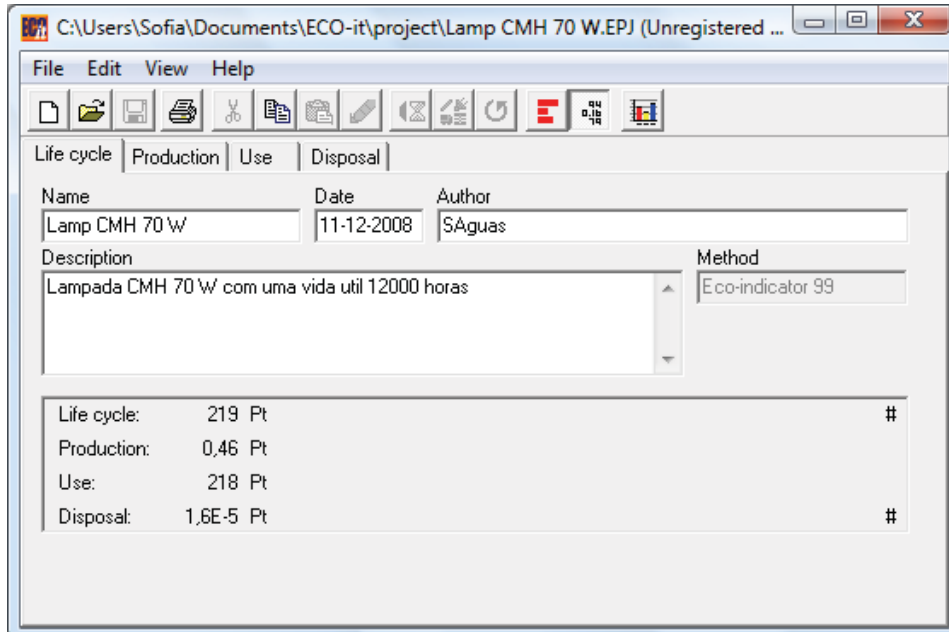 C:\Users\Sofia\Documents\ECO-it\project\Lamp CMH 70 W.EPJ (Unregistered ...
File Edit View Help
Life cycle Production Use Disposal
Name Date Author
Lamp CMH 70 W 11-12-2008 SAguas
Description Method
Lampada CMH 70 W com uma vida util 12000 horas Eco-indicator 99
Life cycle: 219 Pt #
Production: 0,46 Pt
Use: 218 Pt
Disposal: 1,6E-5 Pt #